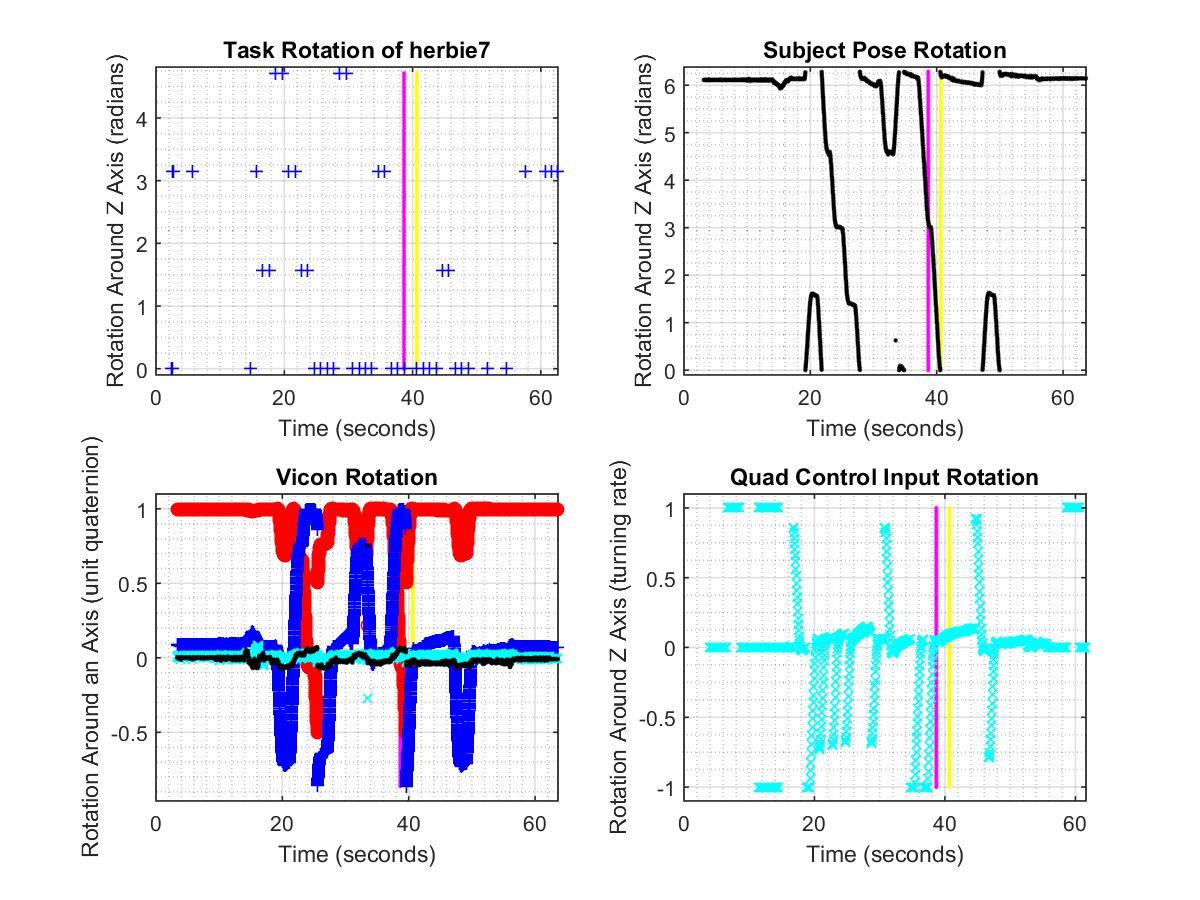 Task Rotation of herbie7
Rotation Around Z Axis (radians)
4
3
2
1
0
0 20 40 60
Time (seconds)
Subject Pose Rotation
Rotation Around Z Axis (radians)
6
5
4
3
2
1
0
0 20 40 60
Time (seconds)
Vicon Rotation
Rotation Around an Axis (unit quaternion)
1
0.5
0
-0.5
0 20 40 60
Time (seconds)
Quad Control Input Rotation
Rotation Around Z Axis (turning rate)
1
0.5
0
-0.5
-1
0 20 40 60
Time (seconds)